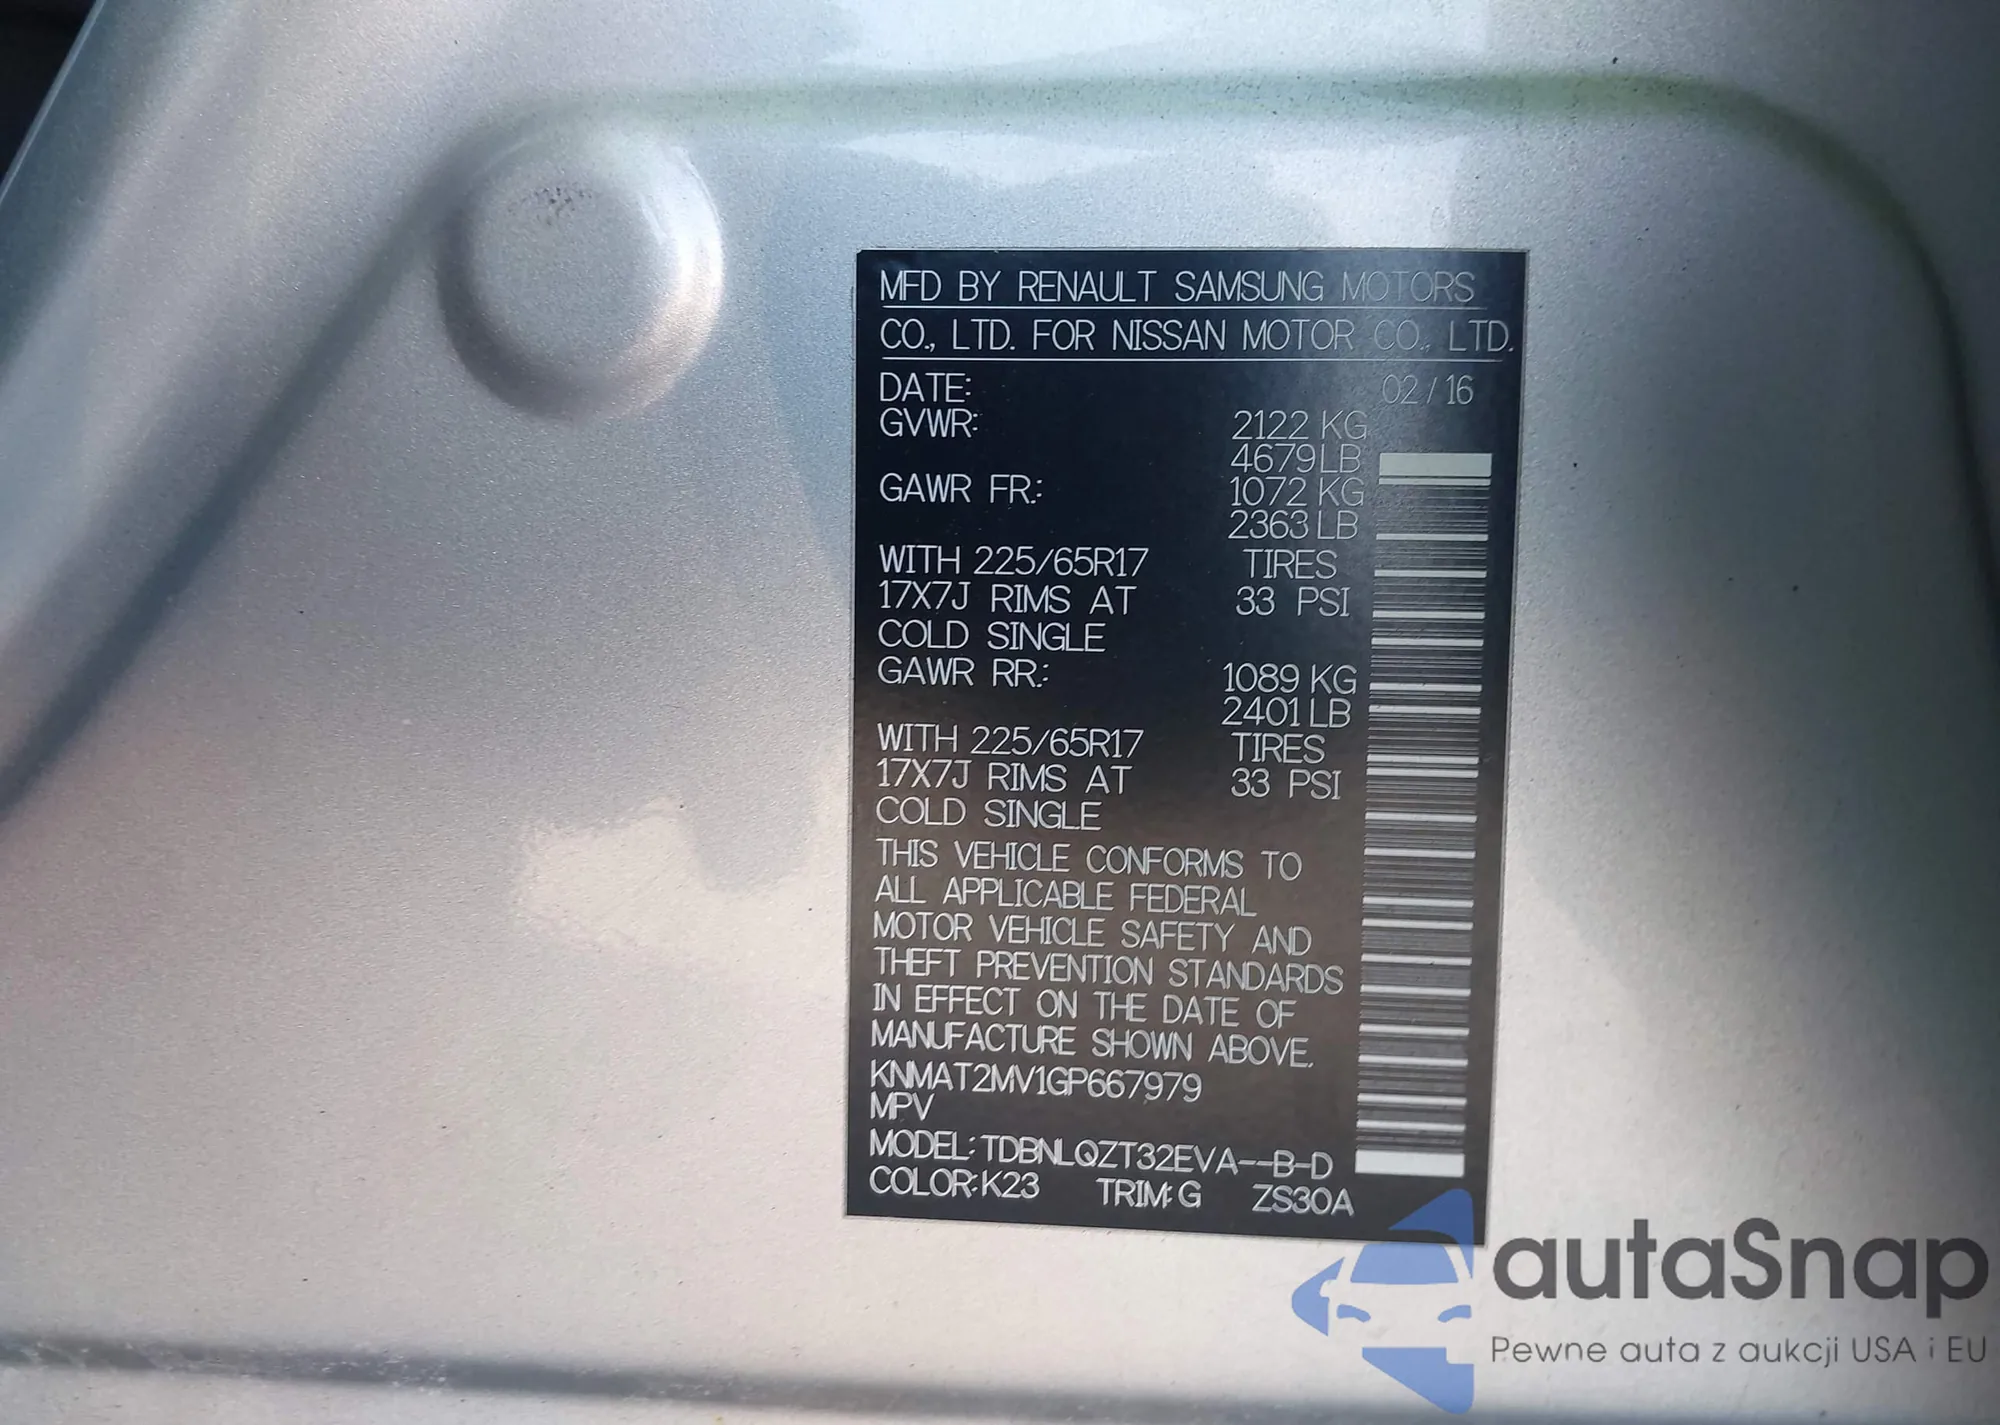 MFD BY RENAULT SAMSUNG MOTORS
CO., LTD. FOR NISSAN MOTOR CO., LTD.
DATE: 02 / 16
GVWR: 2122 KG
4679 LB
GAWR FR.: 1072 KG
2363 LB
WITH 225/65R17 TIRES
17X7J RIMS AT 33 PSI
COLD SINGLE
GAWR RR.: 1089 KG
2401 LB
WITH 225/65R17 TIRES
17X7J RIMS AT 33 PSI
COLD SINGLE
THIS VEHICLE CONFORMS TO
ALL APPLICABLE FEDERAL
MOTOR VEHICLE SAFETY AND
THEFT PREVENTION STANDARDS
IN EFFECT ON THE DATE OF
MANUFACTURE SHOWN ABOVE.
KNMAT2MV1GP667979
MPV
MODEL: TDBNLQZT32EVA--B-D
COLOR: K23 TRIM: G ZS30A
autaSnap
Pewne auta z aukcji USA i EU